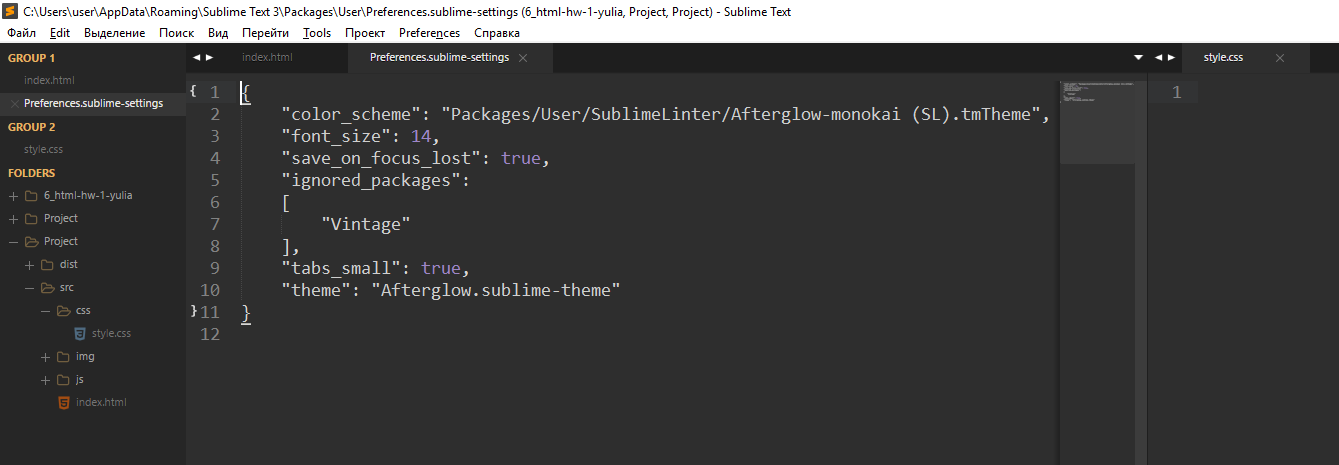 C:\Users\user\AppData\Roaming\Sublime Text 3\Packages\User\Preferences.sublime-settings (6_html-hw-1-yulia, Project, Project) - Sublime Text
Файл Edit Выделение Поиск Вид Перейти Tools Проект Preferences Справка
GROUP 1
index.html
Preferences.sublime-settings
GROUP 2
style.css
FOLDERS
6_html-hw-1-yulia
Project
Project
dist
src
css
style.css
img
js
index.html
index.html Preferences.sublime-settings
{ 1 {
2 "color_scheme": "Packages/User/SublimeLinter/Afterglow-monokai (SL).tmTheme",
3 "font_size": 14,
4 "save_on_focus_lost": true,
5 "ignored_packages":
6 [
7 "Vintage"
8 ],
9 "tabs_small": true,
10 "theme": "Afterglow.sublime-theme"
}11 }
12
style.css
1